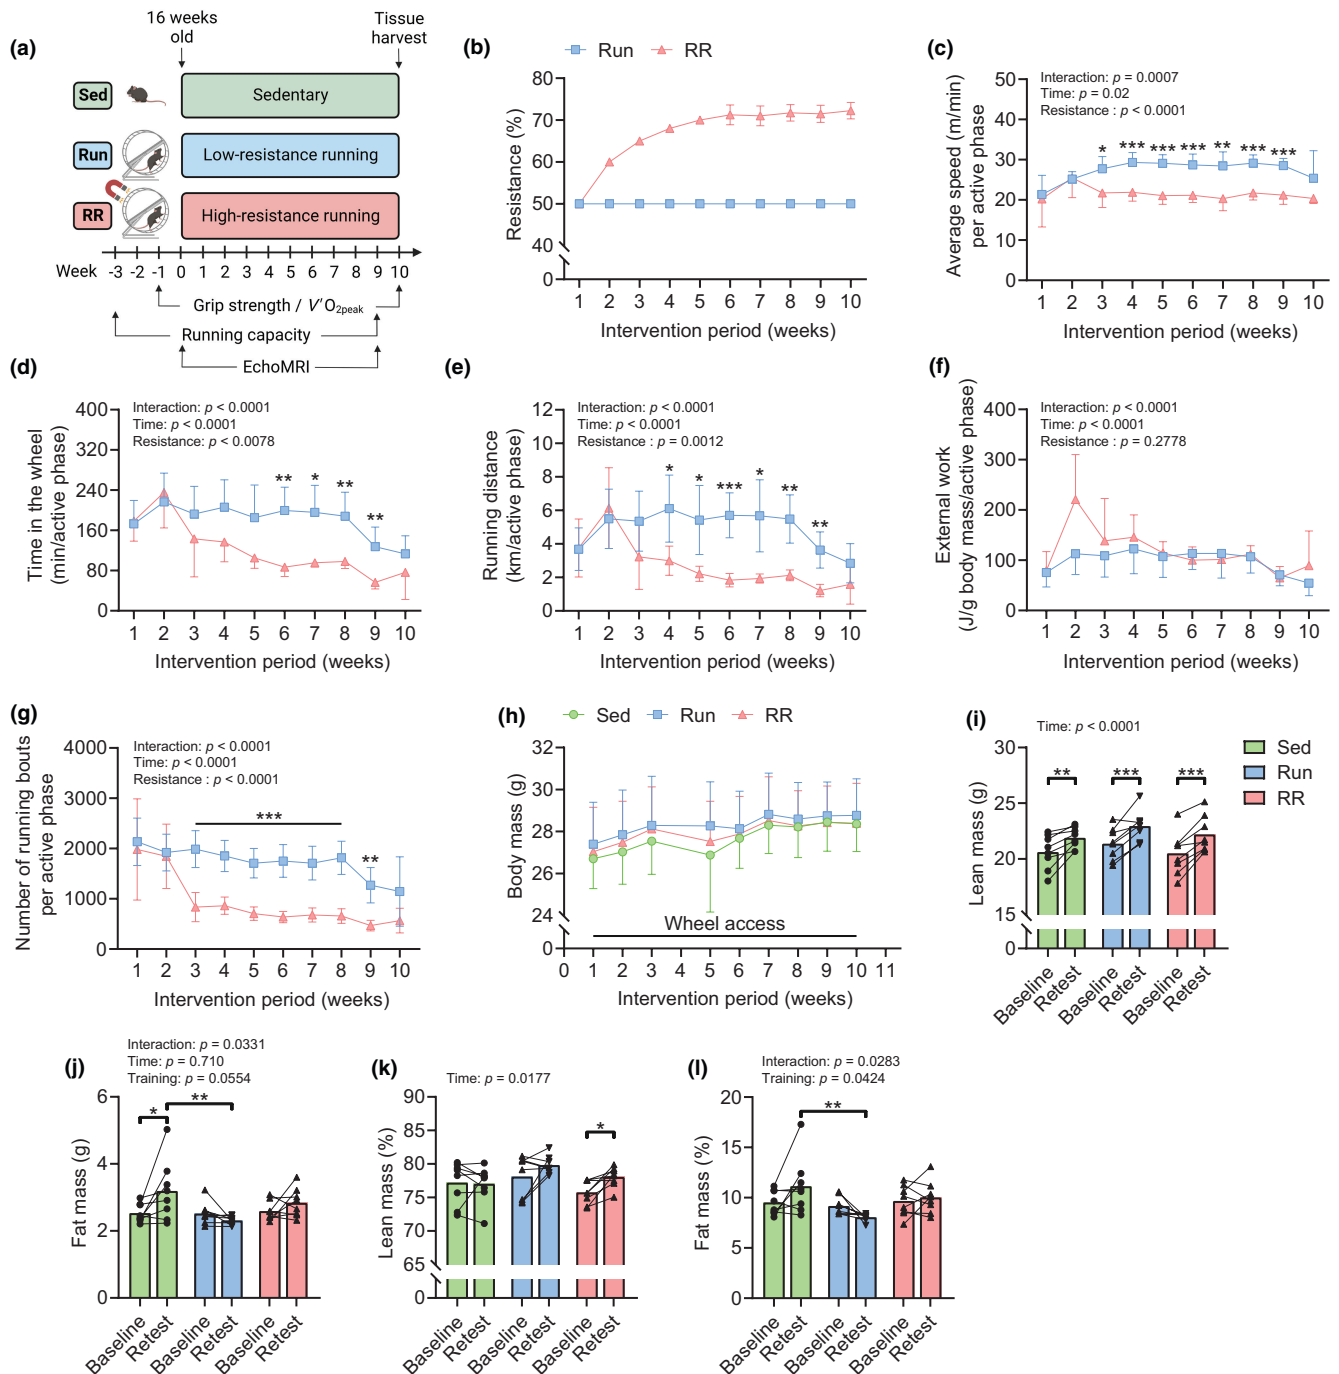 (a)
16 weeks
old
Tissue
harvest
Sed
Sedentary
Run
Low-resistance running
RR
High-resistance running
Week
-3 -2 -1 0 1 2 3 4 5 6 7 8 9 10
Grip strength / V'O2peak
Running capacity
EchoMRI
(b)
Run RR
Resistance (%)
80
70
60
50
40
0
1 2 3 4 5 6 7 8 9 10
Intervention period (weeks)
(c)
Interaction: p = 0.0007
Time: p = 0.02
Resistance : p < 0.0001
Average speed (m/min)
per active phase
50
40
30
20
10
0
* *** *** *** ** *** ***
1 2 3 4 5 6 7 8 9 10
Intervention period (weeks)
(d)
Interaction: p < 0.0001
Time: p < 0.0001
Resistance: p < 0.0078
Time in the wheel
(min/active phase)
400
320
240
160
80
0
** * ** **
1 2 3 4 5 6 7 8 9 10
Intervention period (weeks)
(e)
Interaction: p < 0.0001
Time: p < 0.0001
Resistance : p = 0.0012
Running distance
(km/active phase)
12
10
8
6
4
2
0
* * *** * ** **
1 2 3 4 5 6 7 8 9 10
Intervention period (weeks)
(f)
Interaction: p < 0.0001
Time: p < 0.0001
Resistance : p = 0.2778
External work
(J/g body mass/active phase)
400
300
200
100
0
1 2 3 4 5 6 7 8 9 10
Intervention period (weeks)
(g)
Interaction: p < 0.0001
Time: p < 0.0001
Resistance : p < 0.0001
Number of running bouts
per active phase
4000
3000
2000
1000
0
*** **
1 2 3 4 5 6 7 8 9 10
Intervention period (weeks)
(h)
Sed Run RR
Body mass (g)
32
30
28
26
24
0
Wheel access
0 1 2 3 4 5 6 7 8 9 10 11
Intervention period (weeks)
(i)
Time: p < 0.0001
Lean mass (g)
30
25
20
15
0
** *** ***
Baseline Retest Baseline Retest Baseline Retest
Sed
Run
RR
(j)
Interaction: p = 0.0331
Time: p = 0.710
Training: p = 0.0554
Fat mass (g)
6
4
2
0
* **
Baseline Retest Baseline Retest Baseline Retest
(k)
Time: p = 0.0177
Lean mass (%)
90
85
80
75
70
65
0
*
Baseline Retest Baseline Retest Baseline Retest
(l)
Interaction: p = 0.0283
Training: p = 0.0424
Fat mass (%)
20
15
10
5
0
**
Baseline Retest Baseline Retest Baseline Retest